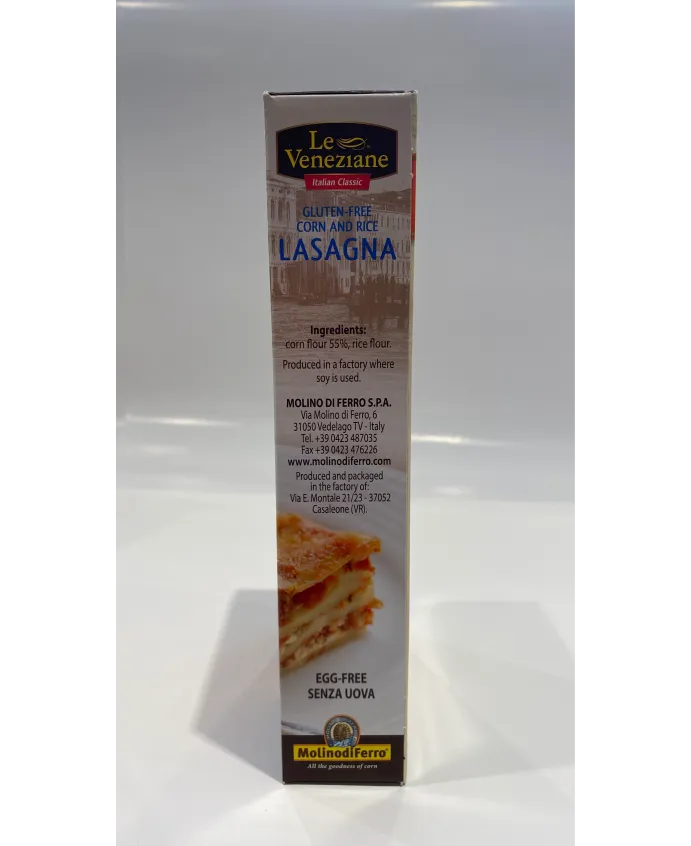 Le
Veneziane
Italian Classic
GLUTEN-FREE
CORN AND RICE
LASAGNA
Ingredients:
corn flour 55%, rice flour.
Produced in a factory where
soy is used.
MOLINO DI FERRO S.P.A.
Via Molino di Ferro, 6
31050 Vedelago TV - Italy
Tel. +39 0423 487035
Fax +39 0423 476226
www.molinodiferro.com
Produced and packaged
in the factory of:
Via E. Montale 21/23 - 37052
Casaleone (VR).
EGG-FREE
SENZA UOVA
MolinodiFerro®
All the goodness of corn